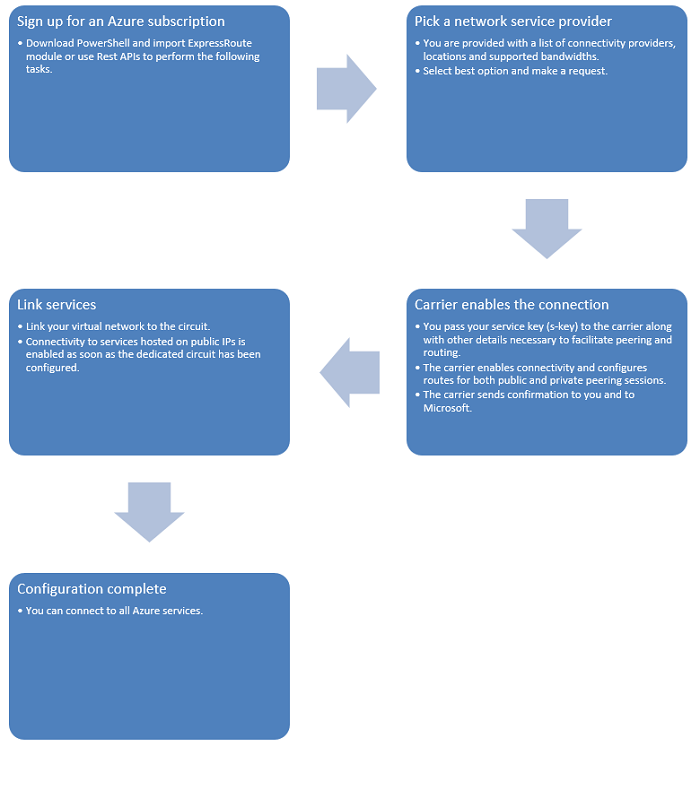 Sign up for an Azure subscription
• Download PowerShell and import ExpressRoute
module or use Rest APIs to perform the following
tasks.
Pick a network service provider
• You are provided with a list of connectivity providers,
locations and supported bandwidths.
• Select best option and make a request.
Carrier enables the connection
• You pass your service key (s-key) to the carrier along
with other details necessary to facilitate peering and
routing.
• The carrier enables connectivity and configures
routes for both public and private peering sessions.
• The carrier sends confirmation to you and to
Microsoft.
Link services
• Link your virtual network to the circuit.
• Connectivity to services hosted on public IPs is
enabled as soon as the dedicated circuit has been
configured.
Configuration complete
• You can connect to all Azure services.